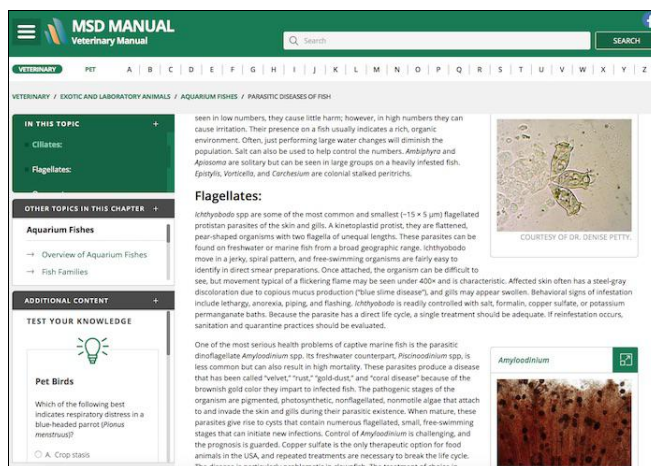 MSD MANUAL
Veterinary Manual
Search
SEARCH
VETERINARY PET A B C D E F G H I J K L M N O P Q R S T U V W X Y Z
VETERINARY / EXOTIC AND LABORATORY ANIMALS / AQUARIUM FISHES / PARASITIC DISEASES OF FISH
IN THIS TOPIC +
Ciliates:
Flagellates:
OTHER TOPICS IN THIS CHAPTER +
Aquarium Fishes
→ Overview of Aquarium Fishes
→ Fish Families
ADDITIONAL CONTENT +
TEST YOUR KNOWLEDGE
Pet Birds
Which of the following best
indicates respiratory distress in a
blue-headed parrot (Pionus
menstruus)?
A. Crop stasis
seen in low numbers, they cause little harm; however, in high numbers they can
cause irritation. Their presence on a fish usually indicates a rich, organic
environment. Often, just performing large water changes will diminish the
population. Salt can also be used to help control the numbers. Ambiphyra and
Apiosoma are solitary but can be seen in large groups on a heavily infested fish.
Epistylis, Vorticella, and Carchesium are colonial stalked peritrichs.
COURTESY OF DR. DENISE PETTY.
Flagellates:
Ichthyobodo spp are some of the most common and smallest (~15 × 5 μm) flagellated
protistan parasites of the skin and gills. A kinetoplastid protist, they are flattened,
pear-shaped organisms with two flagella of unequal lengths. These parasites can be
found on freshwater or marine fish from a broad geographic range. Ichthyobodo
move in a jerky, spiral pattern, and free-swimming organisms are fairly easy to
identify in direct smear preparations. Once attached, the organism can be difficult to
see, but movement typical of a flickering flame may be seen under 400× and is characteristic. Affected skin often has a steel-gray
discoloration due to copious mucus production ("blue slime disease"), and gills may appear swollen. Behavioral signs of infestation
include lethargy, anorexia, piping, and flashing. Ichthyobodo is readily controlled with salt, formalin, copper sulfate, or potassium
permanganate baths. Because the parasite has a direct life cycle, a single treatment should be adequate. If reinfestation occurs,
sanitation and quarantine practices should be evaluated.
One of the most serious health problems of captive marine fish is the parasitic
dinoflagellate Amyloodinium spp. Its freshwater counterpart, Piscinoodinium spp, is
less common but can also result in high mortality. These parasites produce a disease
that has been called "velvet," "rust," "gold-dust," and "coral disease" because of the
brownish gold color they impart to infected fish. The pathogenic stages of the
organism are pigmented, photosynthetic, nonflagellated, nonmotile algae that attach
to and invade the skin and gills during their parasitic existence. When mature, these
parasites give rise to cysts that contain numerous flagellated, small, free-swimming
stages that can initiate new infections. Control of Amyloodinium is challenging, and
the prognosis is guarded. Copper sulfate is the only therapeutic option for food
animals in the USA, and repeated treatments are necessary to break the life cycle.
Amyloodinium